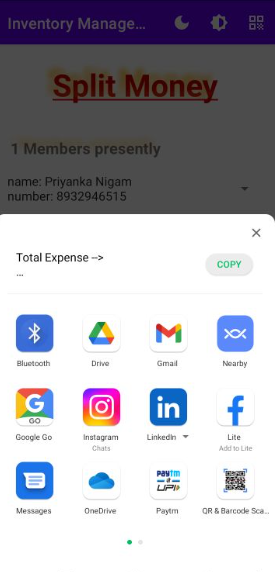 Inventory Manage...
Split Money
1 Members presently
name: Priyanka Nigam
number: 8932946515
Total Expense -->
...
COPY
Bluetooth
Drive
Gmail
Nearby
GO
Google Go
Instagram
Chats
LinkedIn
Lite
Add to Lite
Messages
OneDrive
Paytm
QR & Barcode Sca...